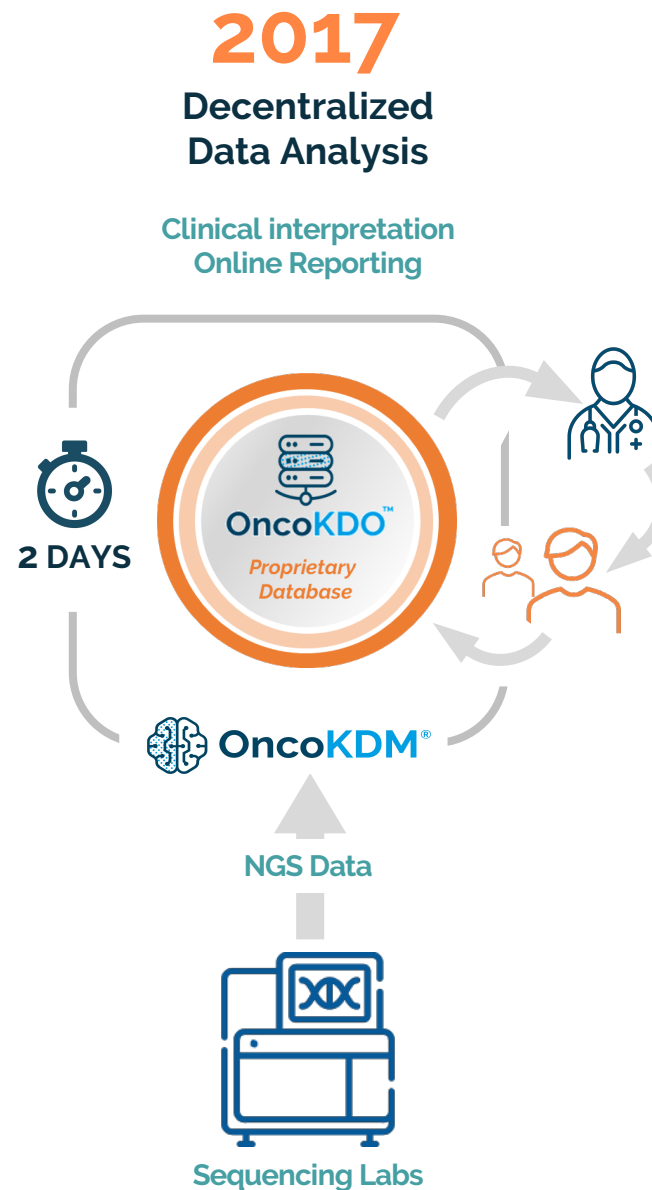 2017
Decentralized
Data Analysis
Clinical interpretation
Online Reporting
OncoKDO™
Proprietary
Database
2 DAYS
OncoKDM®
NGS Data
Sequencing Labs